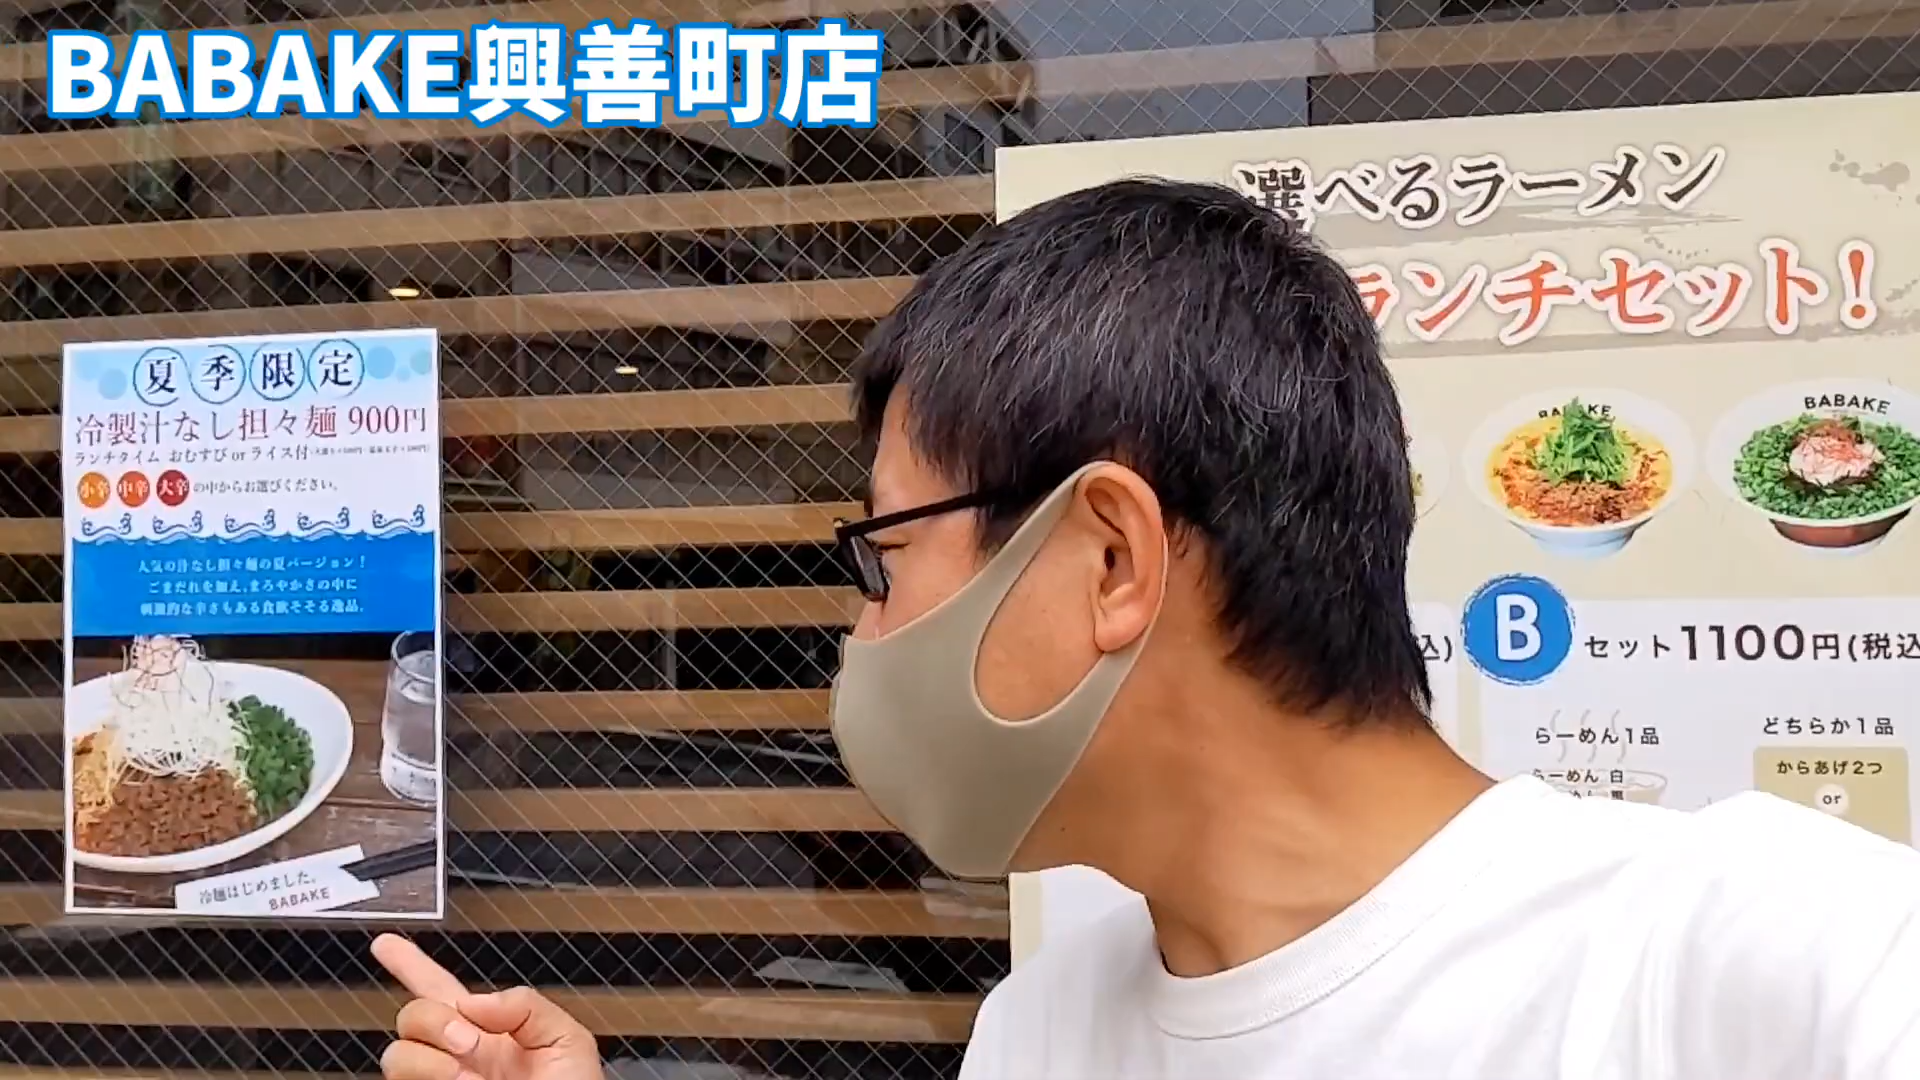 BABAKE興善町店
夏季限定
冷製汁なし担々麺 900円
ランチタイム おむすび or ライス付
小辛 中辛 大辛 の中からお選びください。
人気の汁なし担々麺の夏バージョン！
ごまだれを加え、まろやかさの中に
刺激的な辛さもある食欲そそる逸品。
冷麺はじめました。
BABAKE
選べるラーメン
ランチセット！
BABAKE
BABAKE
込)
B セット 1100円(税込
らーめん1品
らーめん 白
どちらか1品
からあげ2つ
or